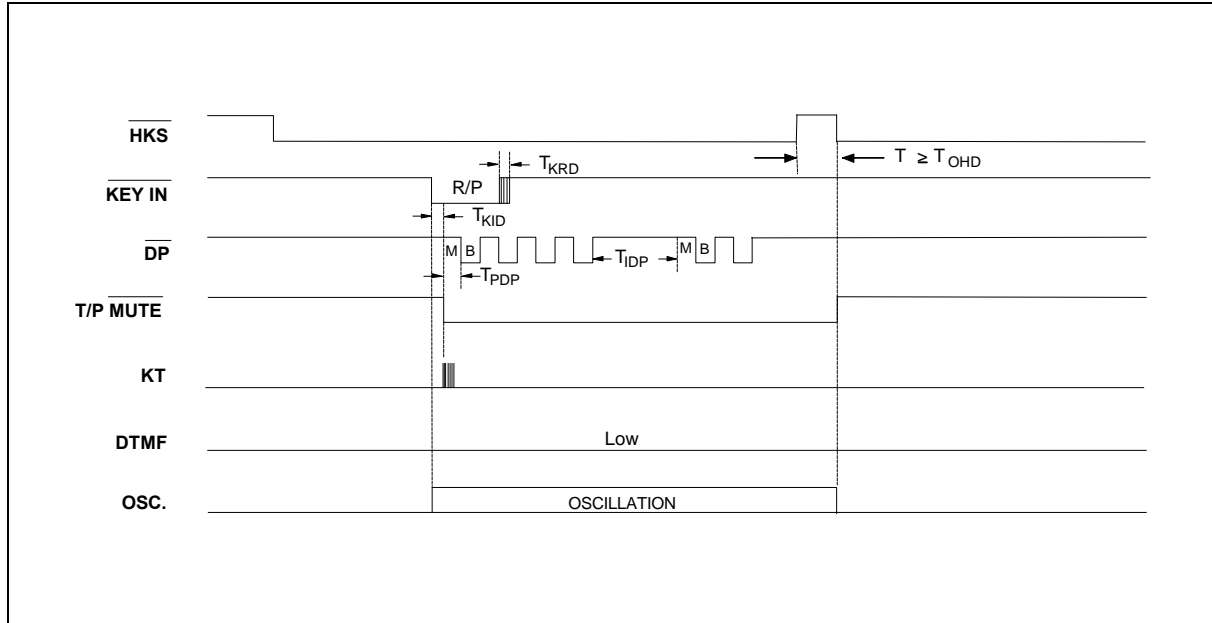 HKS
T ≥ TOHD
TKRD
KEY IN
R/P
TKID
DP
M B
TIDP
M B
TPDP
T/P MUTE
KT
DTMF
Low
OSC.
OSCILLATION